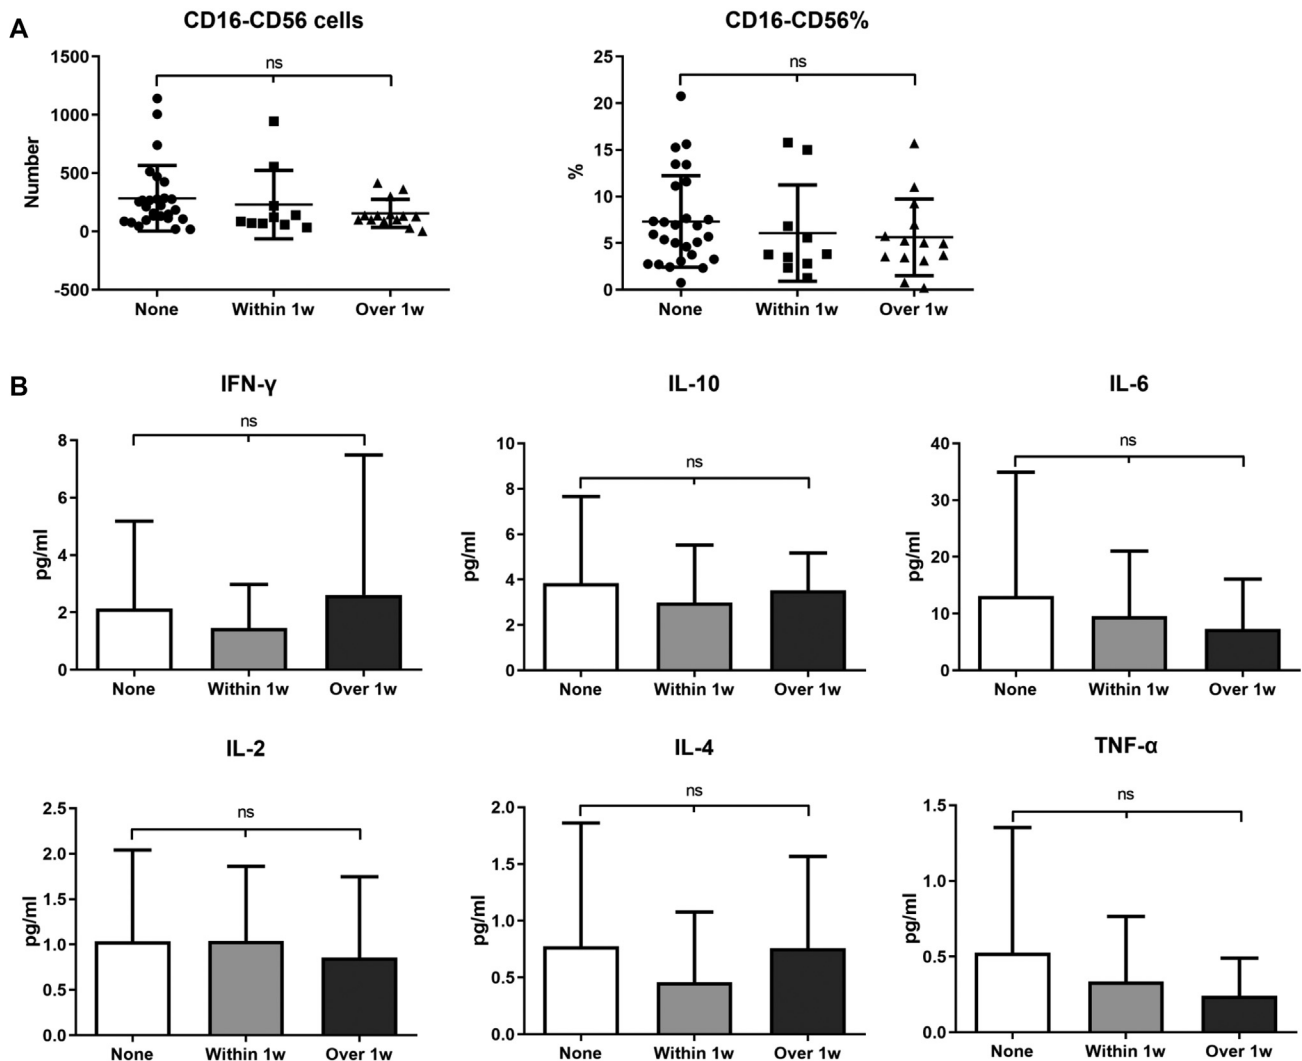 A
CD16-CD56 cells
1500
1000
500
0
-500
Number
ns
None
Within 1w
Over 1w
CD16-CD56%
25
20
15
10
5
0
%
ns
None
Within 1w
Over 1w
B
IFN-γ
8
6
4
2
0
pg/ml
ns
None
Within 1w
Over 1w
IL-10
10
8
6
4
2
0
pg/ml
ns
None
Within 1w
Over 1w
IL-6
40
30
20
10
0
pg/ml
ns
None
Within 1w
Over 1w
IL-2
2.5
2.0
1.5
1.0
0.5
0.0
pg/ml
ns
None
Within 1w
Over 1w
IL-4
2.0
1.5
1.0
0.5
0.0
pg/ml
ns
None
Within 1w
Over 1w
TNF-α
1.5
1.0
0.5
0.0
pg/ml
ns
None
Within 1w
Over 1w